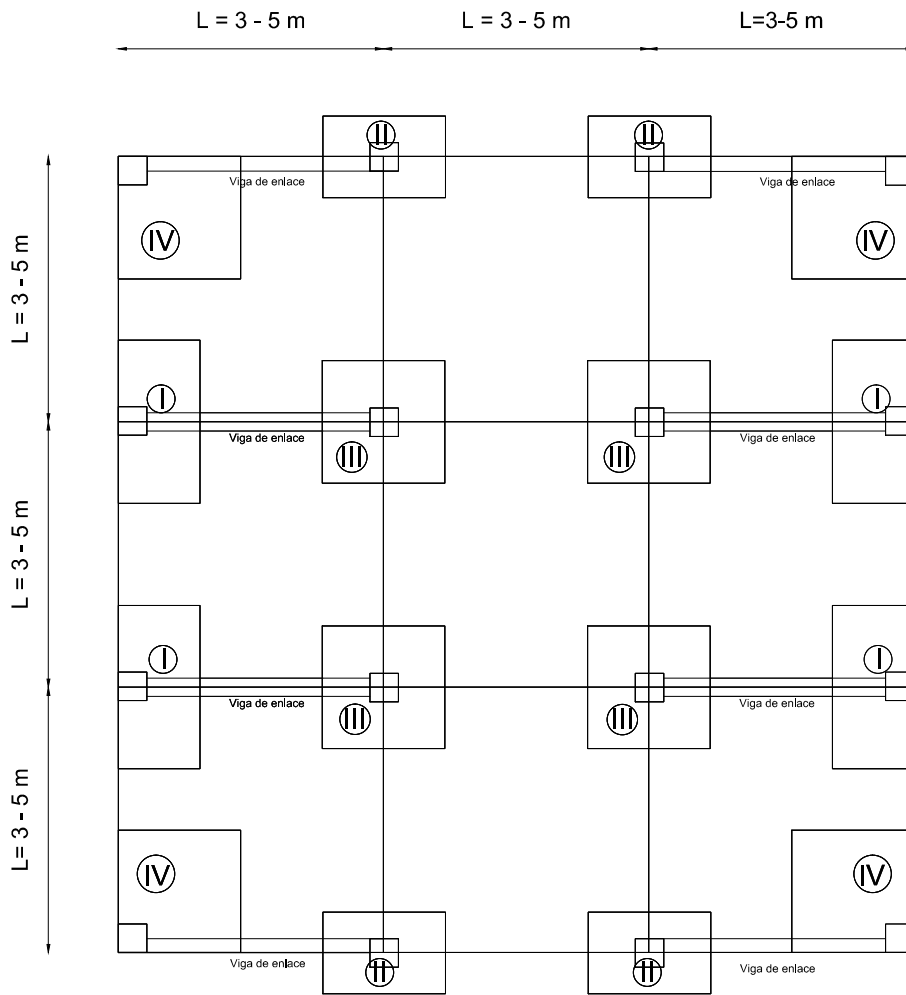 L = 3 - 5 m
L = 3 - 5 m
L=3-5 m
II
II
Viga de enlace
Viga de enlace
IV
IV
L = 3 - 5 m
I
I
Viga de enlace
Viga de enlace
III
III
L = 3 - 5 m
I
I
Viga de enlace
Viga de enlace
III
III
L= 3 - 5 m
IV
IV
Viga de enlace
II
II
Viga de enlace